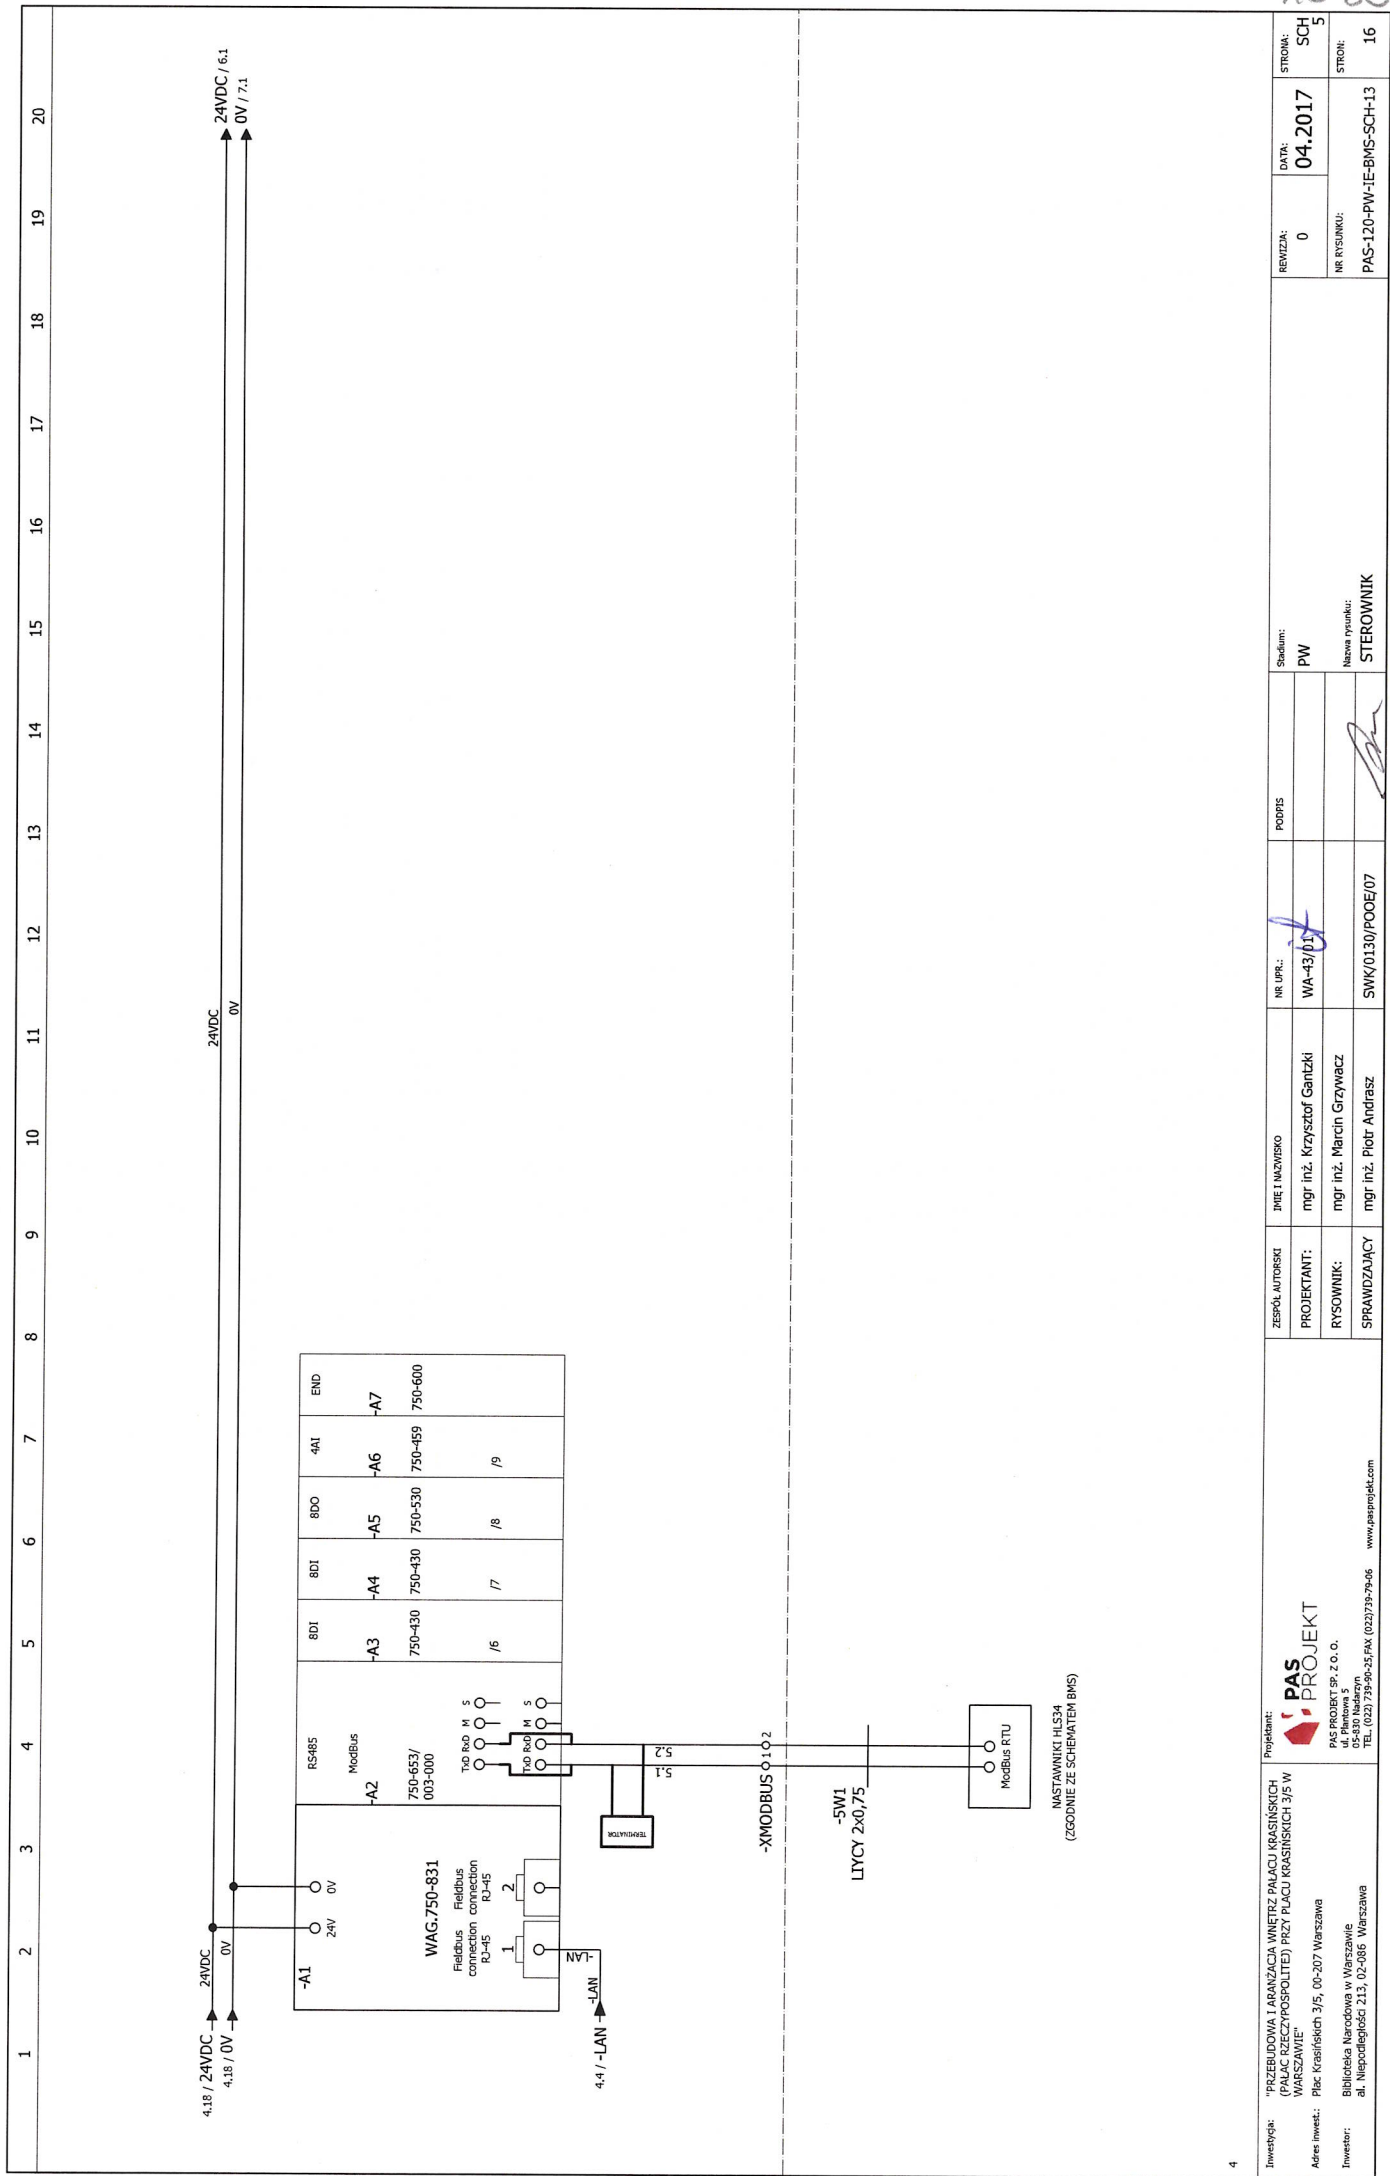 1 2 3 4 5 6 7 8 9 10 11 12 13 14 15 16 17 18 19 20
4.18 / 24VDC
24VDC
24VDC
24VDC / 6.1
4.18 / 0V
0V
0V
0V / 7.1
24V
0V
-A1
WAG.750-831
Fieldbus
connection
RJ-45
1
Fieldbus
connection
RJ-45
2
-LAN
-LAN
4.4 / -LAN
RS485
ModBus
-A2
750-653/
003-000
TxD RxD M S
TxD RxD M S
8DI
-A3
750-430
/6
8DI
-A4
750-430
/7
8DO
-A5
750-530
/8
4AI
-A6
750-459
/9
END
-A7
750-600
TERMINATOR
5.1
5.2
-XMODBUS 1 2
-5W1
LIYCY 2x0,75
ModBus RTU
NASTAWNIKI HLS34
(ZGODNIE ZE SCHEMATEM BMS)
4
Inwestycja:
"PRZEBUDOWA I ARANŻACJA WNĘTRZ PAŁACU KRASIŃSKICH
(PAŁAC RZECZYPOSPOLITEJ) PRZY PLACU KRASIŃSKICH 3/5 W
WARSZAWIE"
Adres inwest.: Plac Krasińskich 3/5, 00-207 Warszawa
Inwestor:
Biblioteka Narodowa w Warszawie
al. Niepodległości 213, 02-086 Warszawa
Projektant:
PAS
PROJEKT
PAS PROJEKT SP. Z O. O.
ul. Plantowa 5
05-830 Nadarzyn
TEL. (022) 739-90-25,FAX (022)739-79-06 www.pasprojekt.com
ZESPÓŁ AUTORSKI IMIĘ I NAZWISKO NR UPR.: PODPIS
PROJEKTANT: mgr inż. Krzysztof Gantzki WA-43/01
RYSOWNIK: mgr inż. Marcin Grzywacz
SPRAWDZAJĄCY mgr inż. Piotr Andrasz SWK/0130/POOE/07
Stadium:
PW
Nazwa rysunku:
STEROWNIK
REWIZJA:
0
DATA:
04.2017
STRONA:
SCH
5
NR RYSUNKU:
PAS-120-PW-IE-BMS-SCH-13
STRON:
16